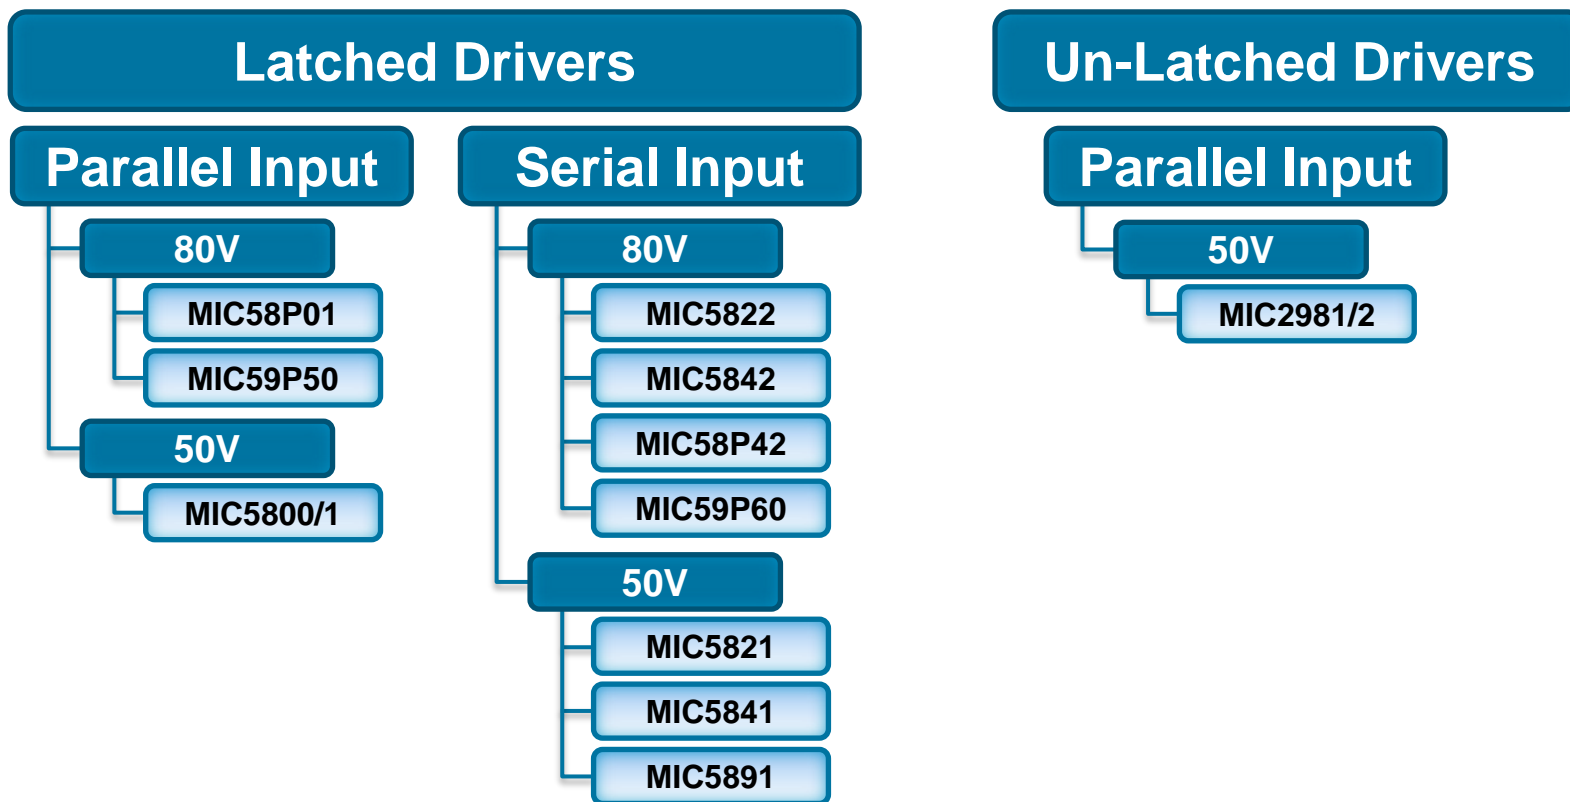 Latched Drivers
Parallel Input
80V
MIC58P01
MIC59P50
50V
MIC5800/1
Serial Input
80V
MIC5822
MIC5842
MIC58P42
MIC59P60
50V
MIC5821
MIC5841
MIC5891
Un-Latched Drivers
Parallel Input
50V
MIC2981/2